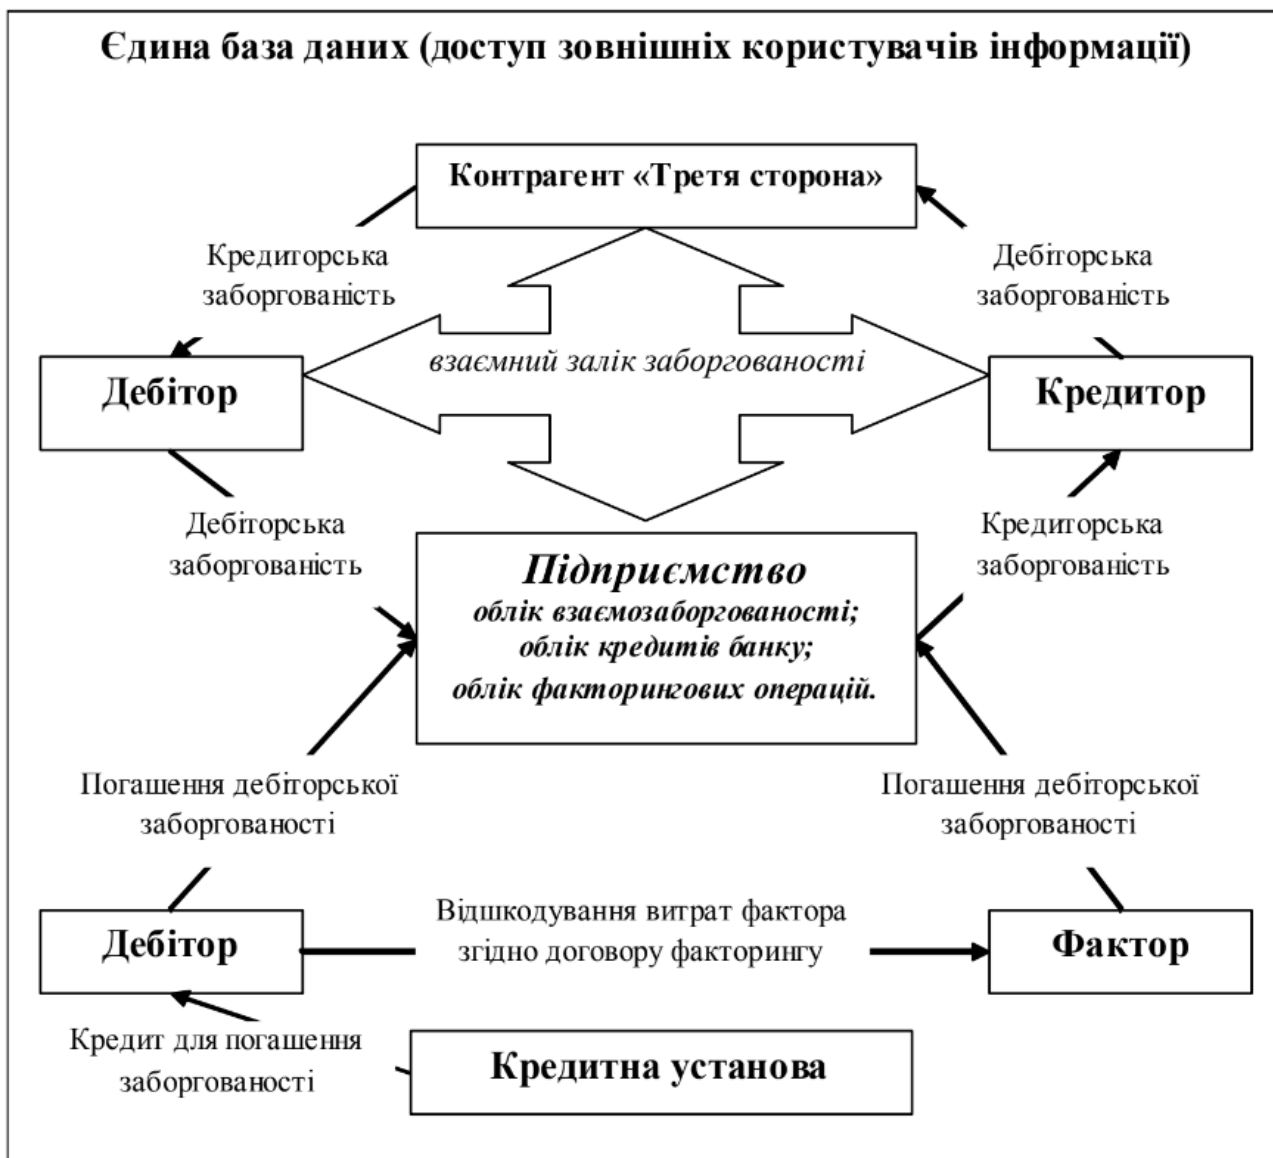 Єдина база даних (доступ зовнішніх користувачів інформації)
Контрагент «Третя сторона»
Кредиторська
заборгованість
Дебіторська
заборгованість
взаємний залік заборгованості
Дебітор
Кредитор
Дебіторська
заборгованість
Кредиторська
заборгованість
Підприємство
облік взаємозаборгованості;
облік кредитів банку;
облік факторингових операцій.
Погашення дебіторської
заборгованості
Погашення дебіторської
заборгованості
Відшкодування витрат фактора
згідно договору факторингу
Дебітор
Фактор
Кредит для погашення
заборгованості
Кредитна установа